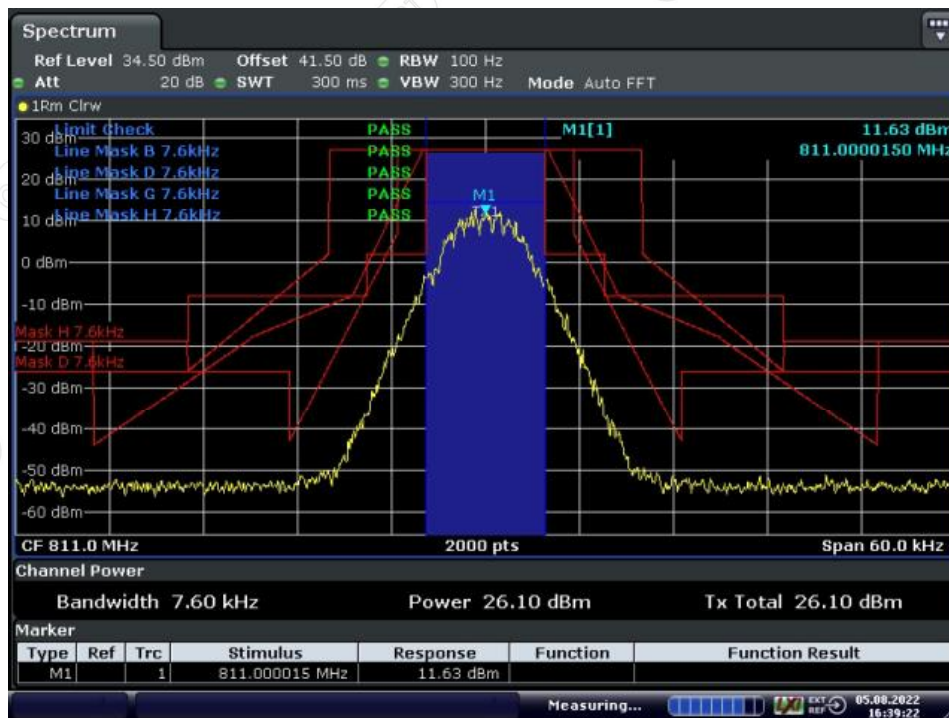 Spectrum
Ref Level 34.50 dBm Offset 41.50 dB RBW 100 Hz
Att 20 dB SWT 300 ms VBW 300 Hz Mode Auto FFT
1Rm Clrw
30 dBm Limit Check PASS M1[1] 11.63 dBm
Line Mask B 7.6kHz PASS 811.0000150 MHz
20 dBm Line Mask D 7.6kHz PASS
Line Mask G 7.6kHz PASS M1
10 dBm Line Mask H 7.6kHz PASS
0 dBm
-10 dBm
Mask H 7.6kHz
-20 dBm
Mask D 7.6kHz
-30 dBm
-40 dBm
-50 dBm
-60 dBm
CF 811.0 MHz 2000 pts Span 60.0 kHz
Channel Power
Bandwidth 7.60 kHz Power 26.10 dBm Tx Total 26.10 dBm
Marker
Type Ref Trc Stimulus Response Function Function Result
M1 1 811.000015 MHz 11.63 dBm
Measuring... LXI EXT REF 05.08.2022
16:39:22